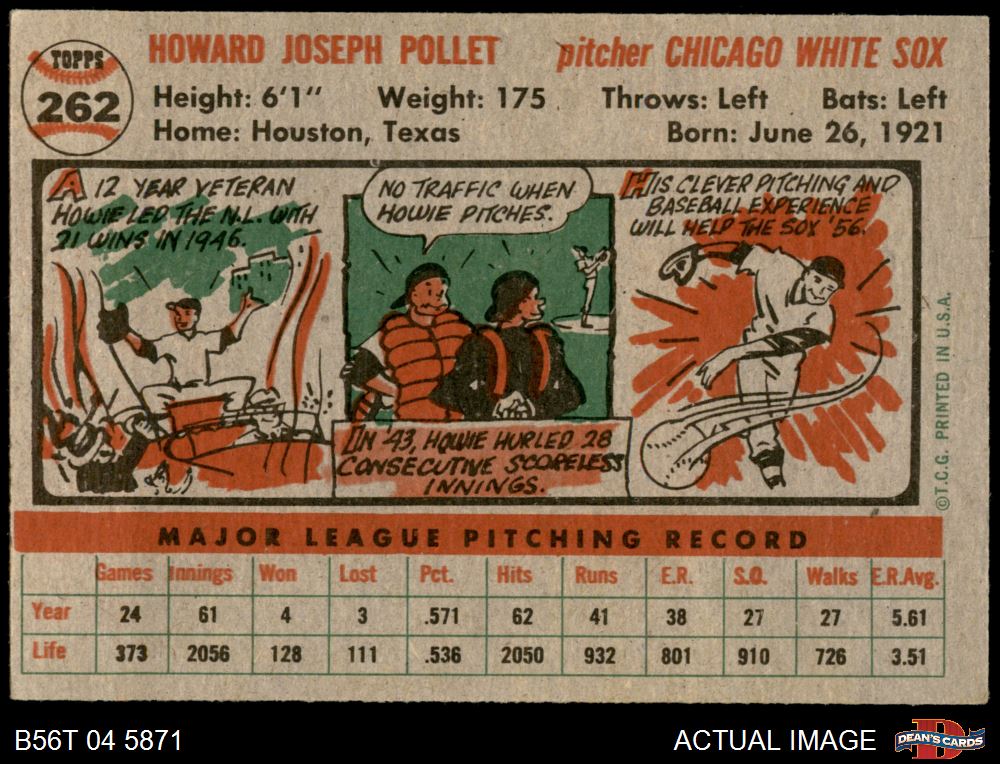 TOPPS
262
HOWARD JOSEPH POLLET pitcher CHICAGO WHITE SOX
Height: 6'1" Weight: 175 Throws: Left Bats: Left
Home: Houston, Texas Born: June 26, 1921
A 12 YEAR VETERAN
HOWIE LED THE N.L. WITH
21 WINS IN 1946.
NO TRAFFIC WHEN
HOWIE PITCHES.
IN '43, HOWIE HURLED 28
CONSECUTIVE SCORELESS
INNINGS.
HIS CLEVER PITCHING AND
BASEBALL EXPERIENCE
WILL HELP THE SOX '56.
©T.C.G. PRINTED IN U.S.A.
MAJOR LEAGUE PITCHING RECORD
Games Innings Won Lost Pct. Hits Runs E.R. S.O. Walks E.R.Avg.
Year 24 61 4 3 .571 62 41 38 27 27 5.61
Life 373 2056 128 111 .536 2050 932 801 910 726 3.51
B56T 04 5871 ACTUAL IMAGE DEAN'S CARDS